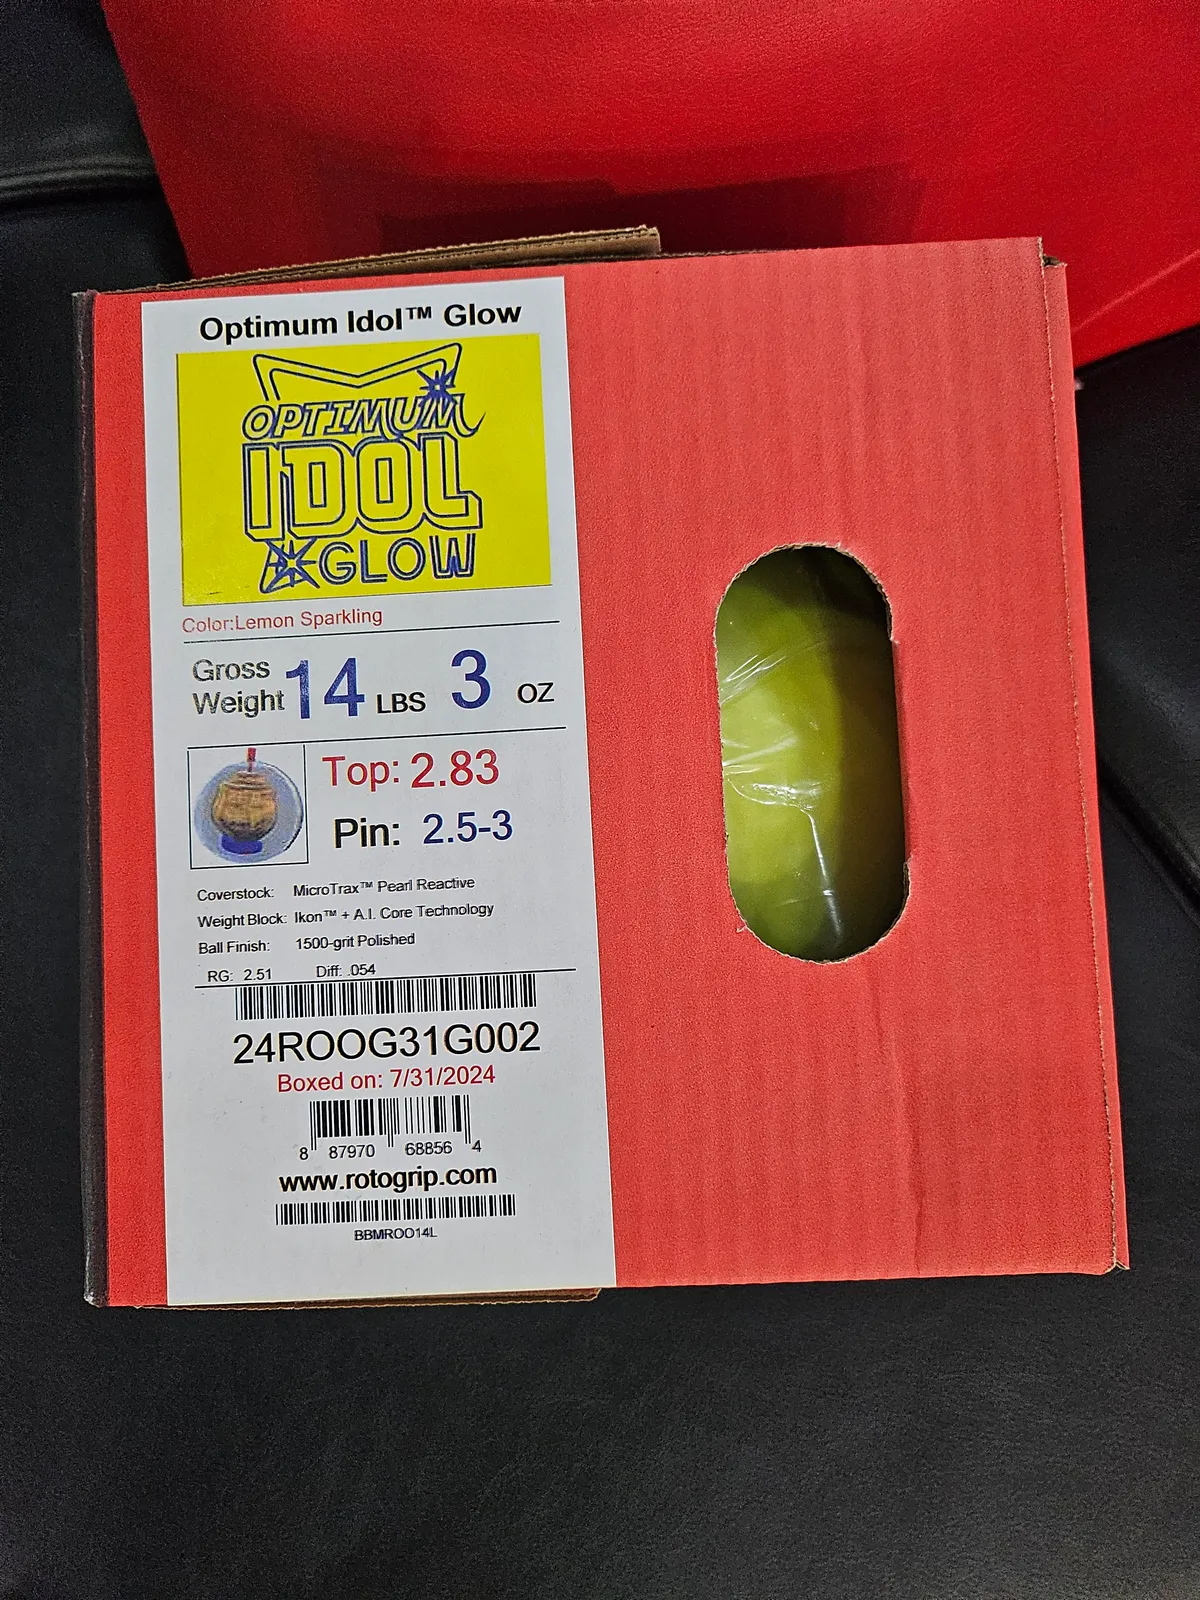 Optimum Idol™ Glow
OPTIMUM
IDOL
GLOW
Color:Lemon Sparkling
Gross Weight 14 LBS 3 OZ
Top: 2.83
Pin: 2.5-3
Coverstock: MicroTrax™ Pearl Reactive
Weight Block: Ikon™ + A.I. Core Technology
Ball Finish: 1500-grit Polished
RG: 2.51 Diff: .054
24ROOG31G002
Boxed on: 7/31/2024
8 87970 68856 4
www.rotogrip.com
BBMROO14L